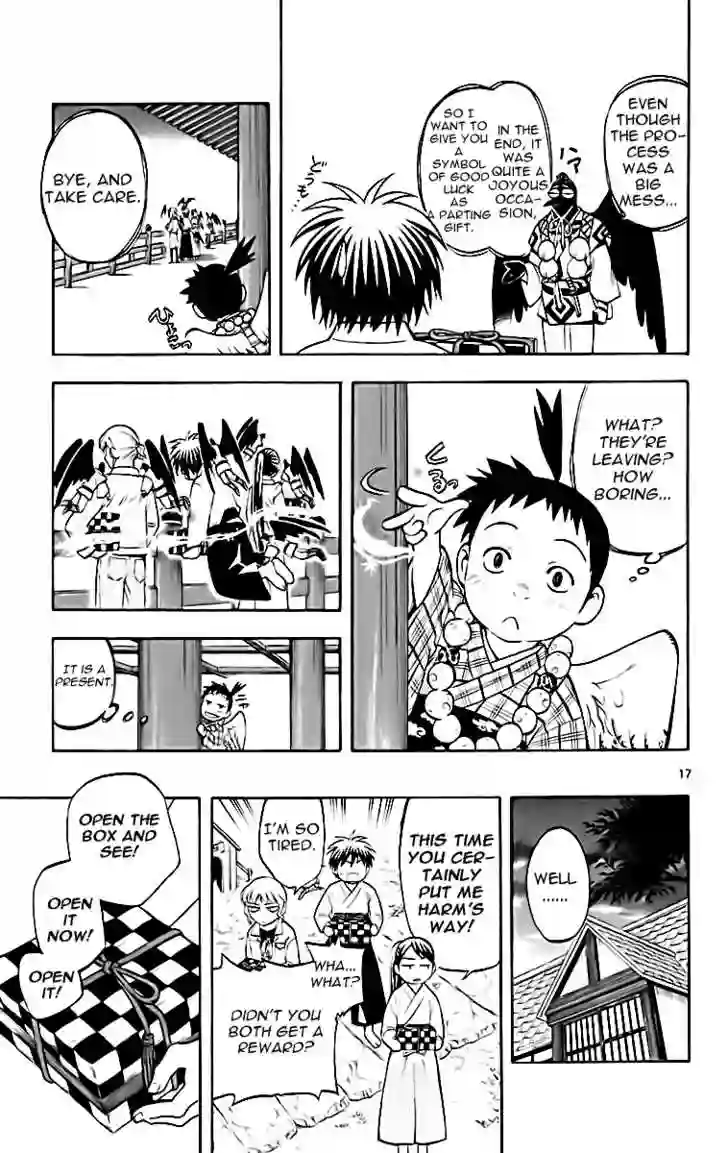 EVEN
THOUGH
THE PRO-
CESS
WAS A
BIG
MESS...
IN THE
END, IT
WAS
QUITE A
JOYOUS
OCCA-
SION,
SO I
WANT TO
GIVE YOU
A
SYMBOL
OF GOOD
LUCK
AS
A PARTING
GIFT.
BYE, AND
TAKE CARE.
WHAT?
THEY'RE
LEAVING?
HOW
BORING...
くるっ
IT IS A
PRESENT.
17
WELL
......
THIS TIME
YOU CER-
TAINLY
PUT ME
HARM'S
WAY!
I'M SO
TIRED.
WHA...
WHAT?
DIDN'T YOU
BOTH GET A
REWARD?
OPEN THE
BOX AND
SEE!
OPEN
IT
NOW!
OPEN
IT!